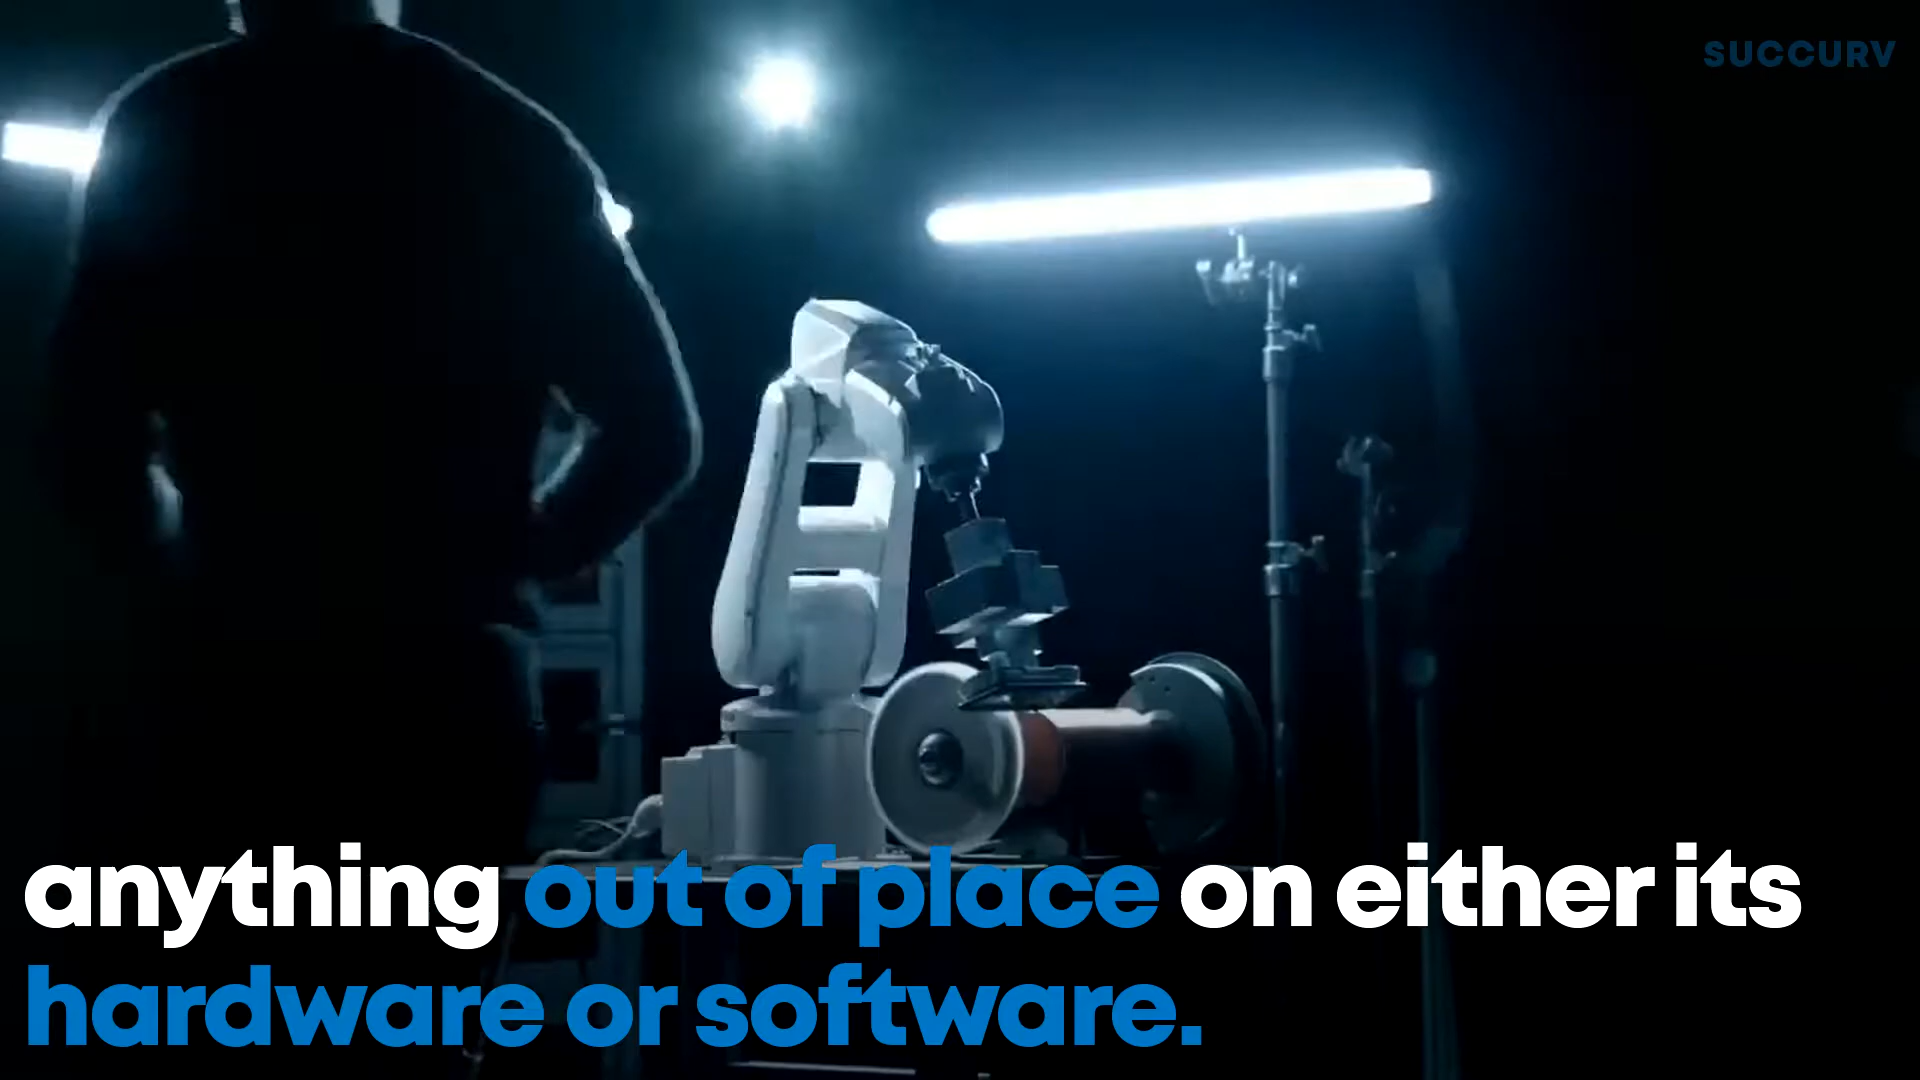 SUCCURV
anything out of place on either its
hardware or software.